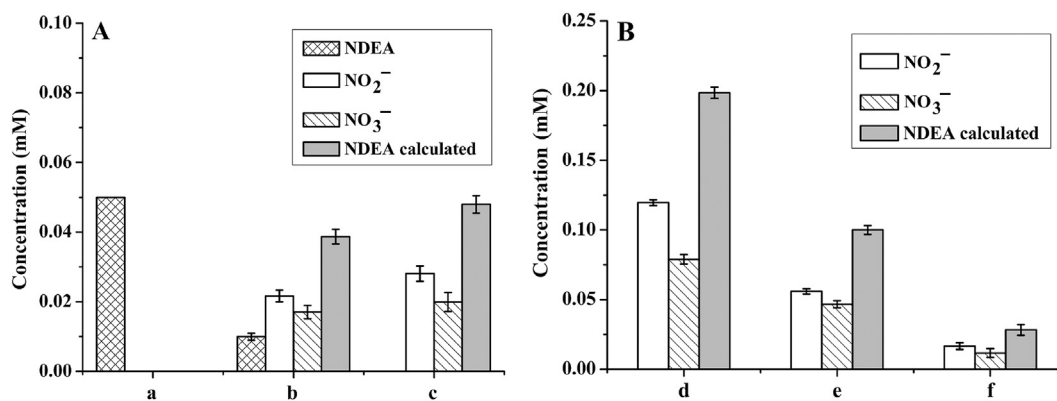 A
NDEA
NO₂⁻
NO₃⁻
NDEA calculated
Concentration (mM)
0.10
0.08
0.06
0.04
0.02
0.00
a b c
B
NO₂⁻
NO₃⁻
NDEA calculated
Concentration (mM)
0.25
0.20
0.15
0.10
0.05
0.00
d e f